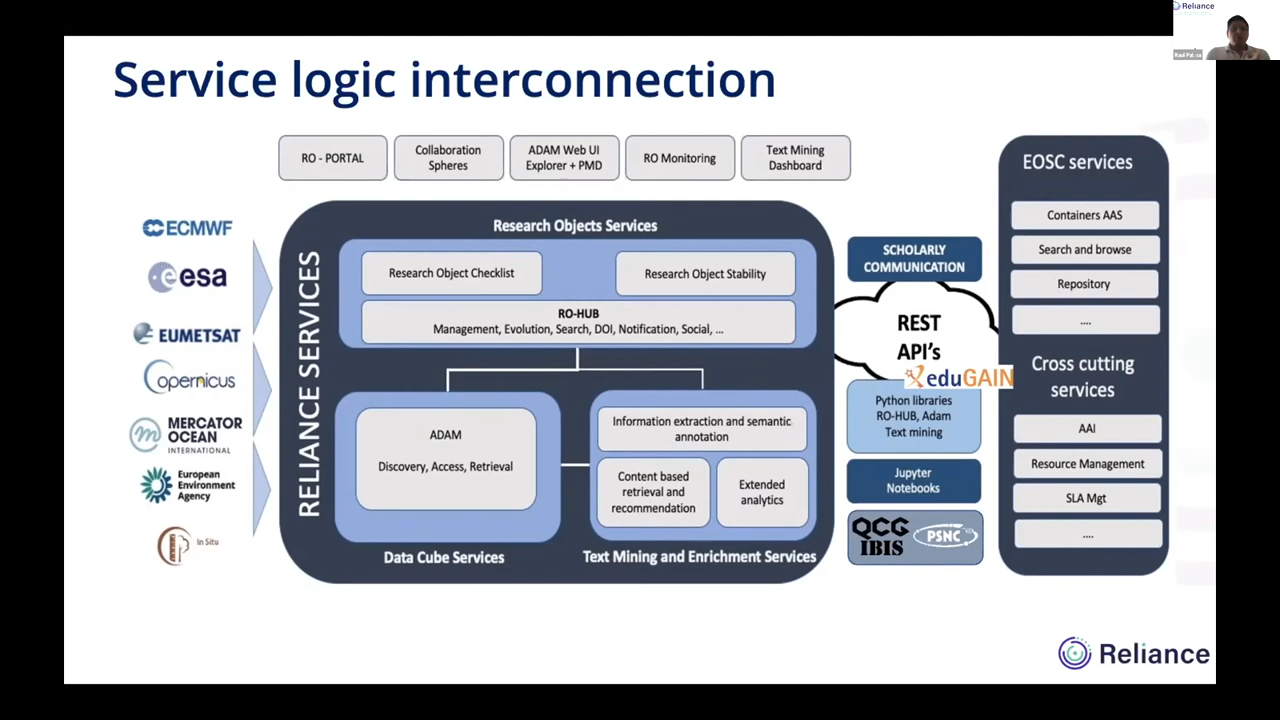 Reliance
Service logic interconnection
RO - PORTAL
Collaboration
Spheres
ADAM Web UI
Explorer + PMD
RO Monitoring
Text Mining
Dashboard
ECMWF
esa
EUMETSAT
Copernicus
MERCATOR
OCEAN
INTERNATIONAL
European
Environment
Agency
In Situ
RELIANCE SERVICES
Research Objects Services
Research Object Checklist
Research Object Stability
RO-HUB
Management, Evolution, Search, DOI, Notification, Social, ...
ADAM
Discovery, Access, Retrieval
Data Cube Services
Information extraction and semantic
annotation
Content based
retrieval and
recommendation
Extended
analytics
Text Mining and Enrichment Services
SCHOLARLY
COMMUNICATION
REST
API's
eduGAIN
Python libraries
RO-HUB, Adam
Text mining
Jupyter
Notebooks
QCG
IBIS
PSNC
EOSC services
Containers AAS
Search and browse
Repository
....
Cross cutting
services
AAI
Resource Management
SLA Mgt
....
Reliance